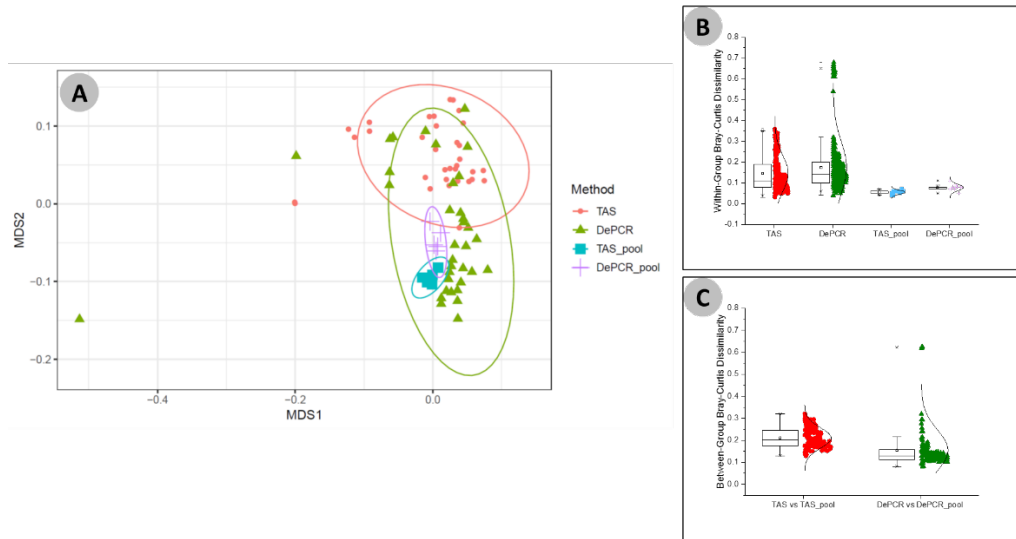 A
0.1
0.0
−0.1
−0.2
MDS2
−0.4
−0.2
0.0
MDS1
Method
TAS
DePCR
TAS_pool
DePCR_pool
B
Within-Group Bray-Curtis Dissimilarity
0.8
0.7
0.6
0.5
0.4
0.3
0.2
0.1
0.0
-0.1
TAS
DePCR
TAS_pool
DePCR_pool
C
Between-Group Bray-Curtis Dissimilarity
0.8
0.7
0.6
0.5
0.4
0.3
0.2
0.1
0.0
TAS vs TAS_pool
DePCR vs DePCR_pool